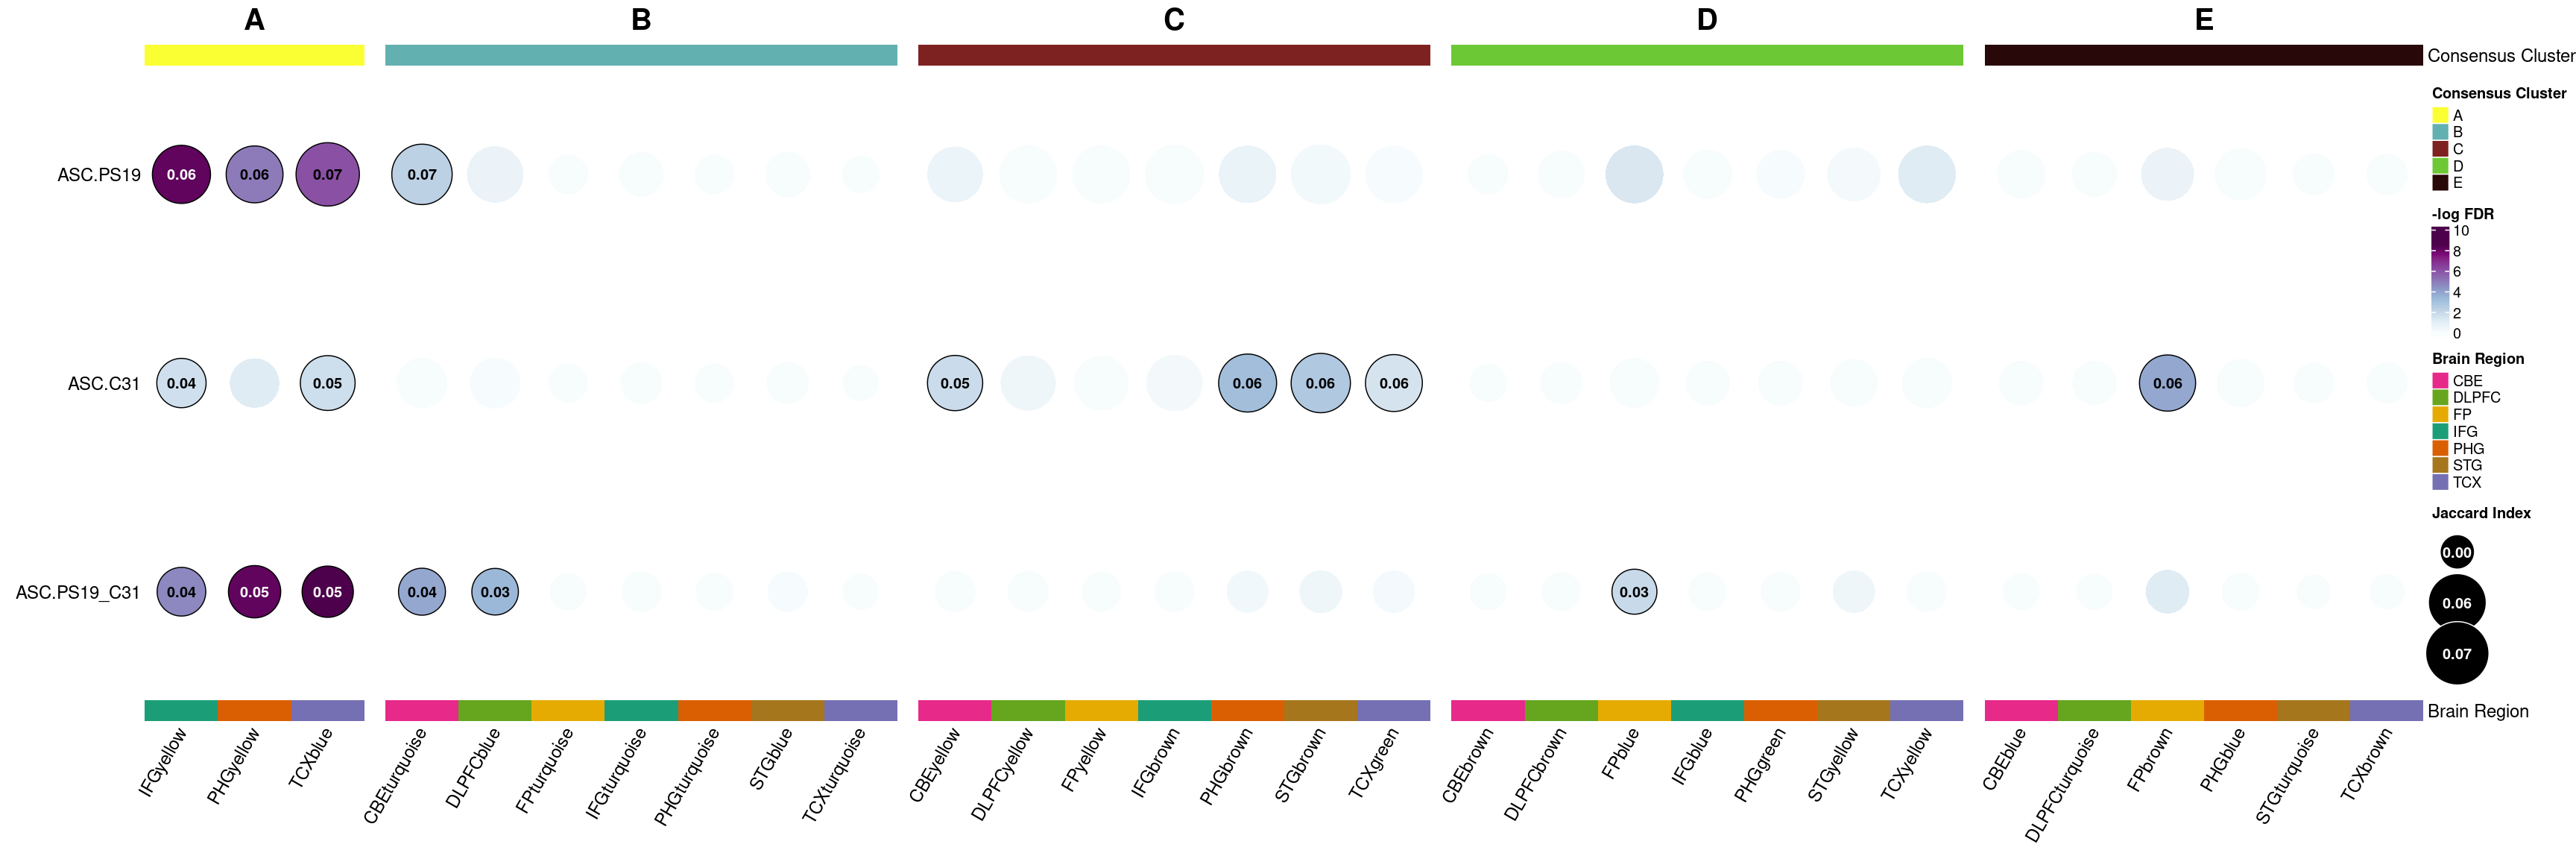 A B C D E
Consensus Cluster
Consensus Cluster
A
B
C
D
E
-log FDR
10
8
6
4
2
0
Brain Region
CBE
DLPFC
FP
IFG
PHG
STG
TCX
Jaccard Index
0.00
0.06
0.07
ASC.PS19 0.06 0.06 0.07 0.07
ASC.C31 0.04 0.05 0.05 0.06 0.06 0.06 0.06
ASC.PS19_C31 0.04 0.05 0.05 0.04 0.03 0.03
Brain Region
IFGyellow
PHGyellow
TCXblue
CBEturquoise
DLPFCblue
FPturquoise
IFGturquoise
PHGturquoise
STGblue
TCXturquoise
CBEyellow
DLPFCyellow
FPyellow
IFGbrown
PHGbrown
STGbrown
TCXgreen
CBEbrown
DLPFCbrown
FPblue
IFGblue
PHGgreen
STGyellow
TCXyellow
CBEblue
DLPFCturquoise
FPbrown
PHGblue
STGturquoise
TCXbrown